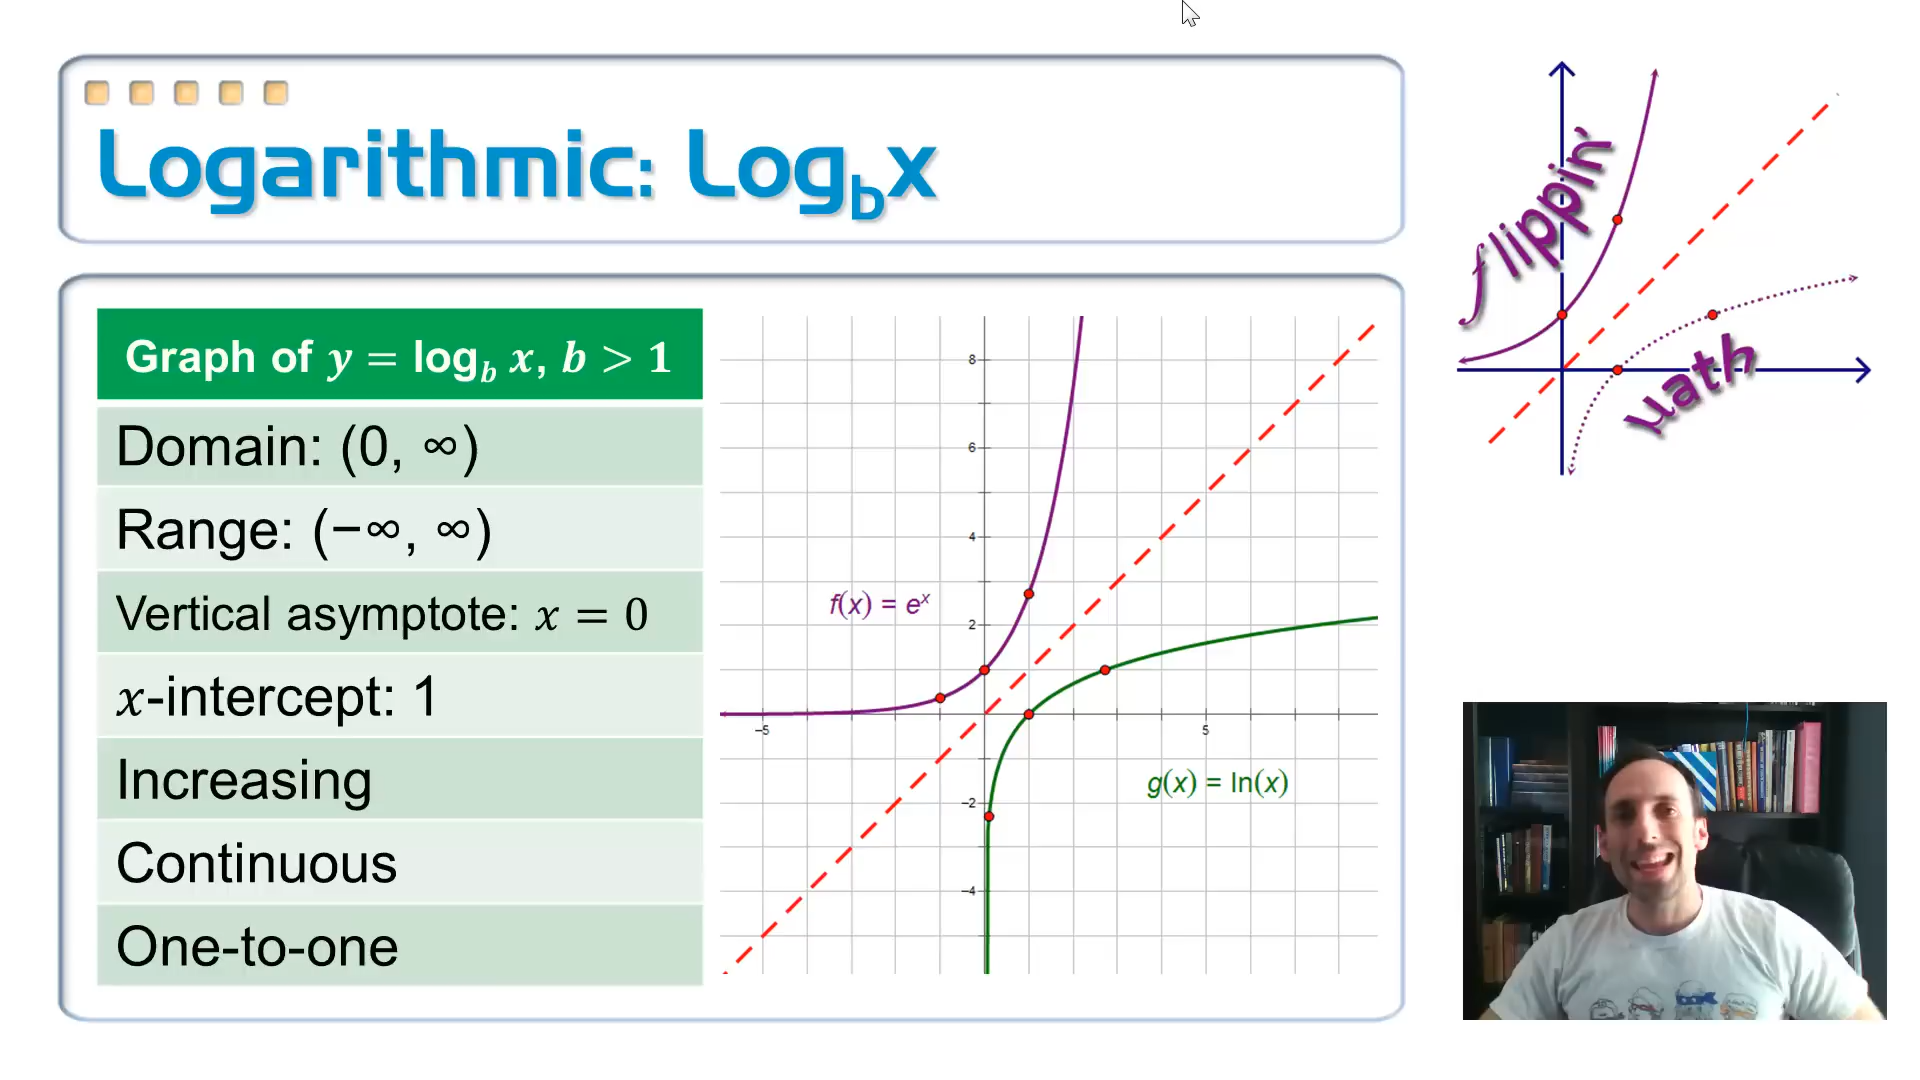 Logarithmic: Log_b x
Graph of y = log_b x, b > 1
Domain: (0, ∞)
Range: (−∞, ∞)
Vertical asymptote: x = 0
x-intercept: 1
Increasing
Continuous
One-to-one
8
6
4
f(x) = e^x
2
−5
5
g(x) = ln(x)
−2
−4
flippin'
math